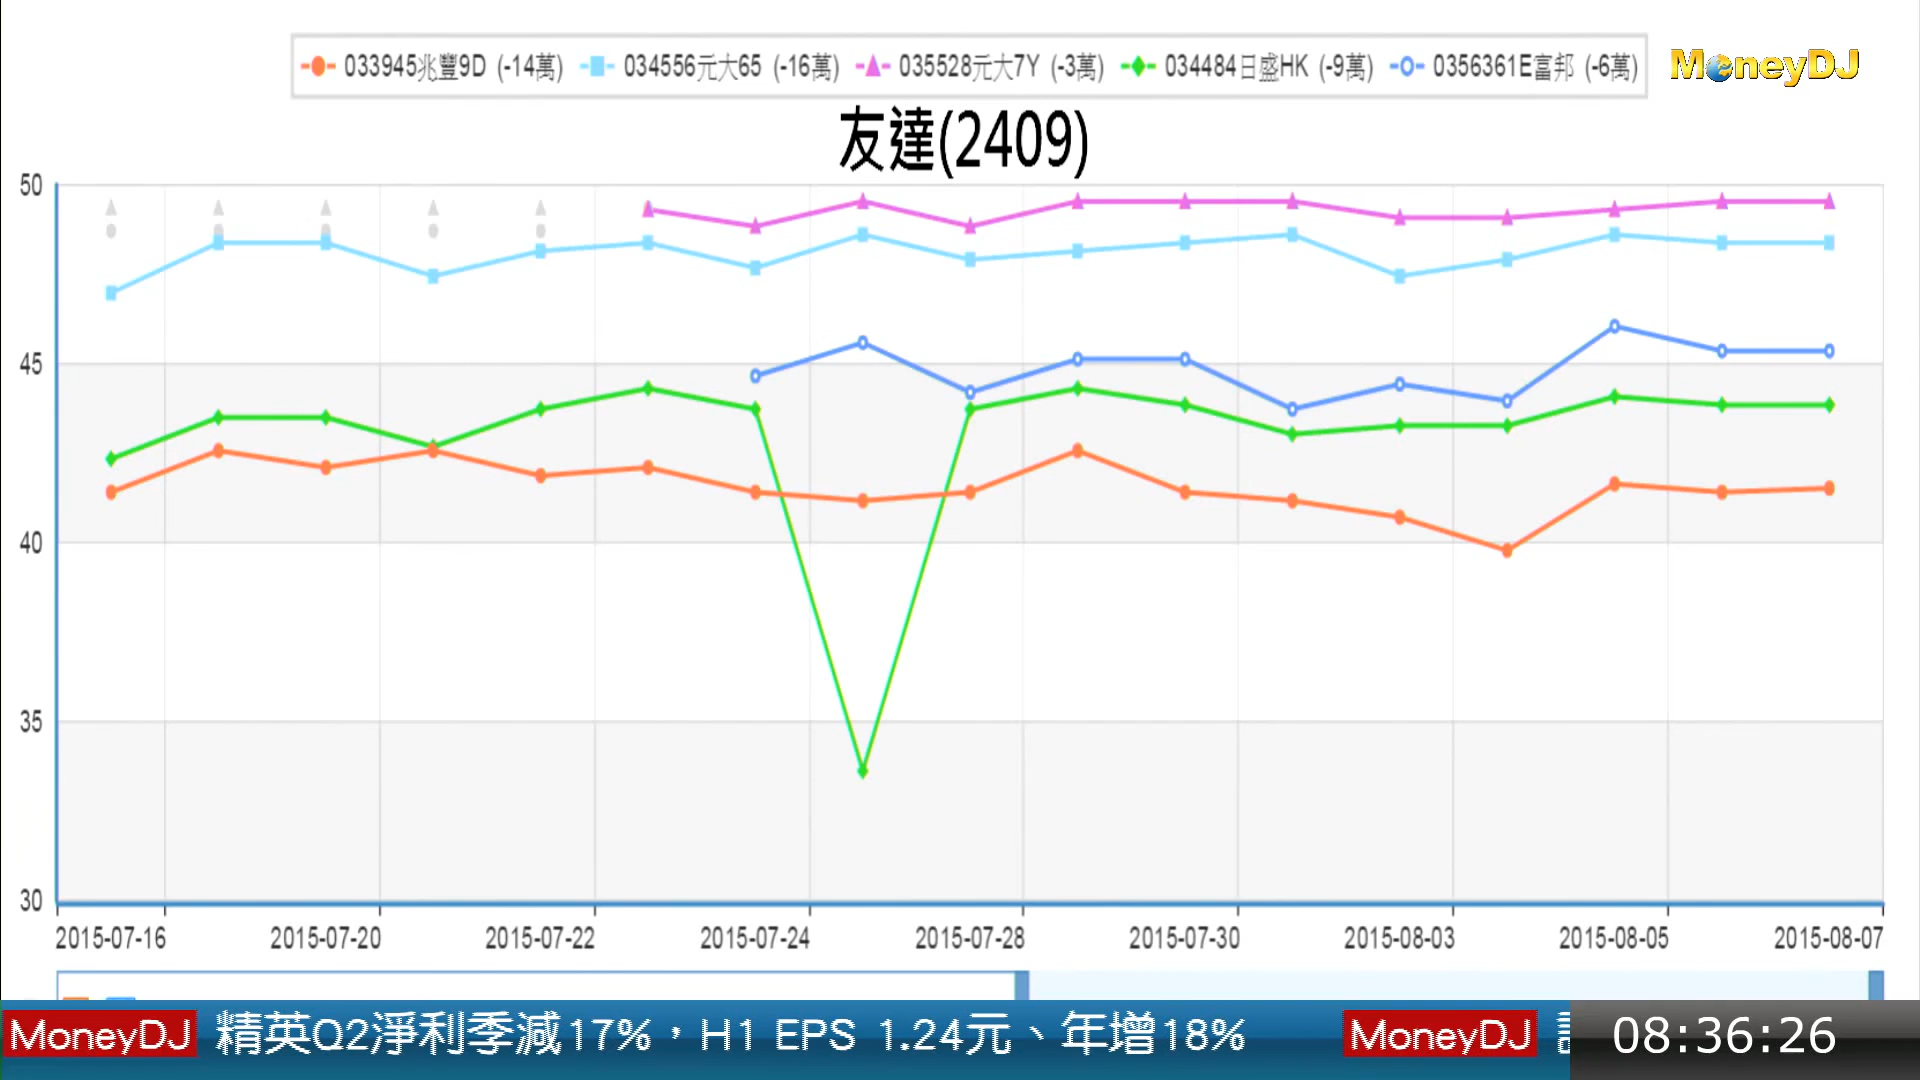 033945兆豐9D (-14萬) 034556元大65 (-16萬) 035528元大7Y (-3萬) 034484日盛HK (-9萬) 0356361E富邦 (-6萬)
MoneyDJ
友達(2409)
50
45
40
35
30
2015-07-16 2015-07-20 2015-07-22 2015-07-24 2015-07-28 2015-07-30 2015-08-03 2015-08-05 2015-08-07
MoneyDJ 精英Q2淨利季減17%，H1 EPS 1.24元、年增18% MoneyDJ 08:36:26